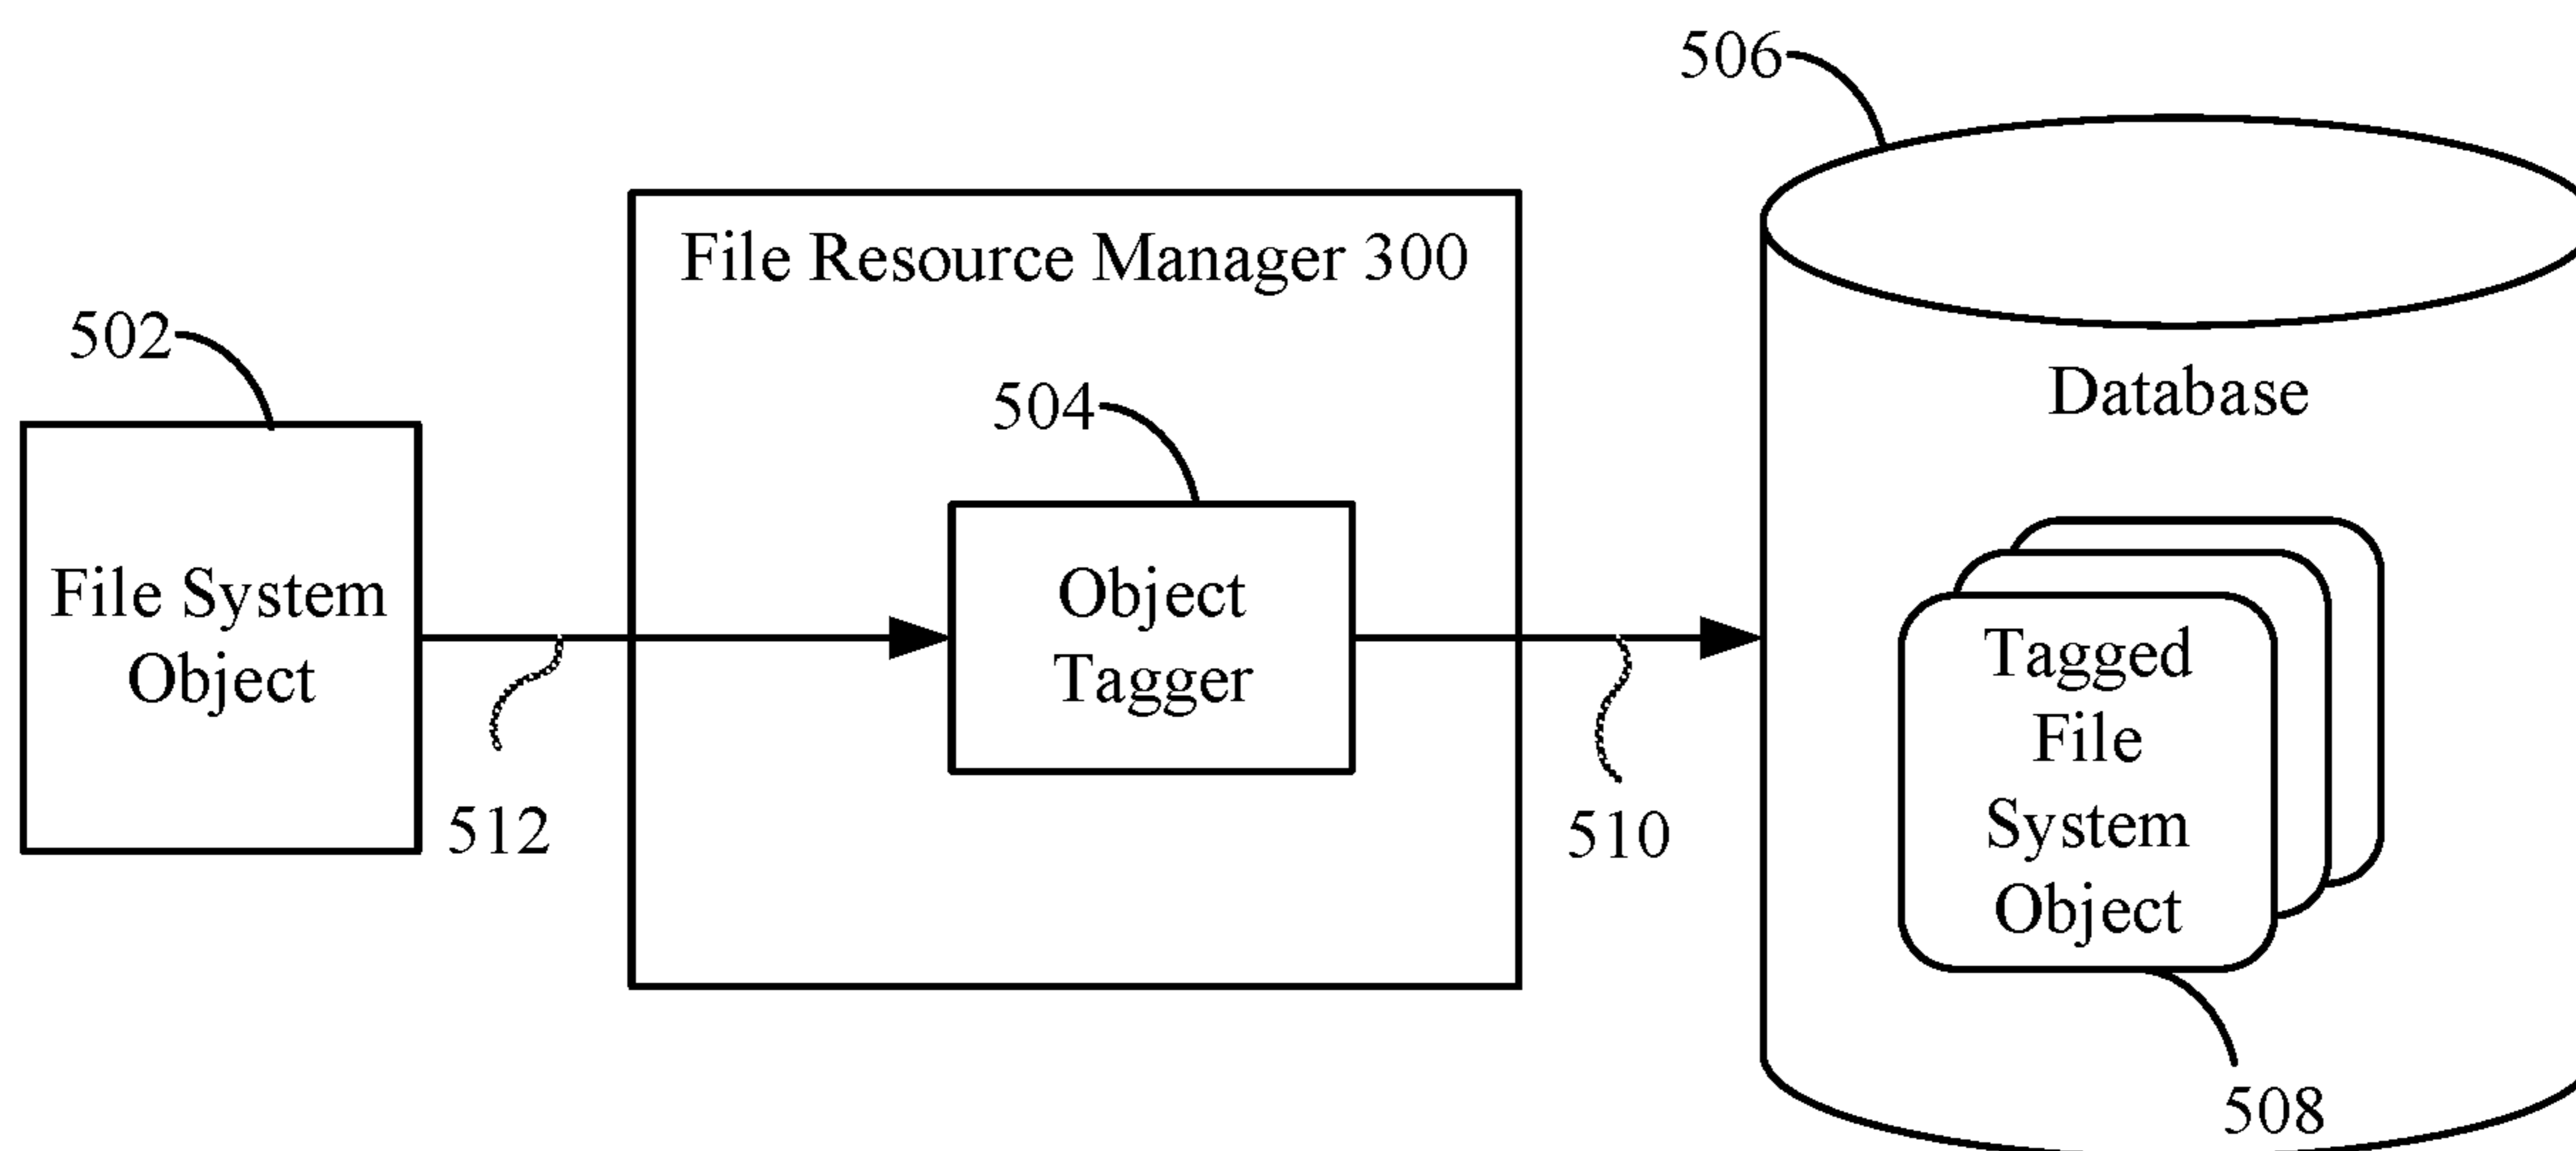 506
File Resource Manager 300
502
504
Database
File System
Object
Object
Tagger
Tagged
File
System
Object
512
510
508